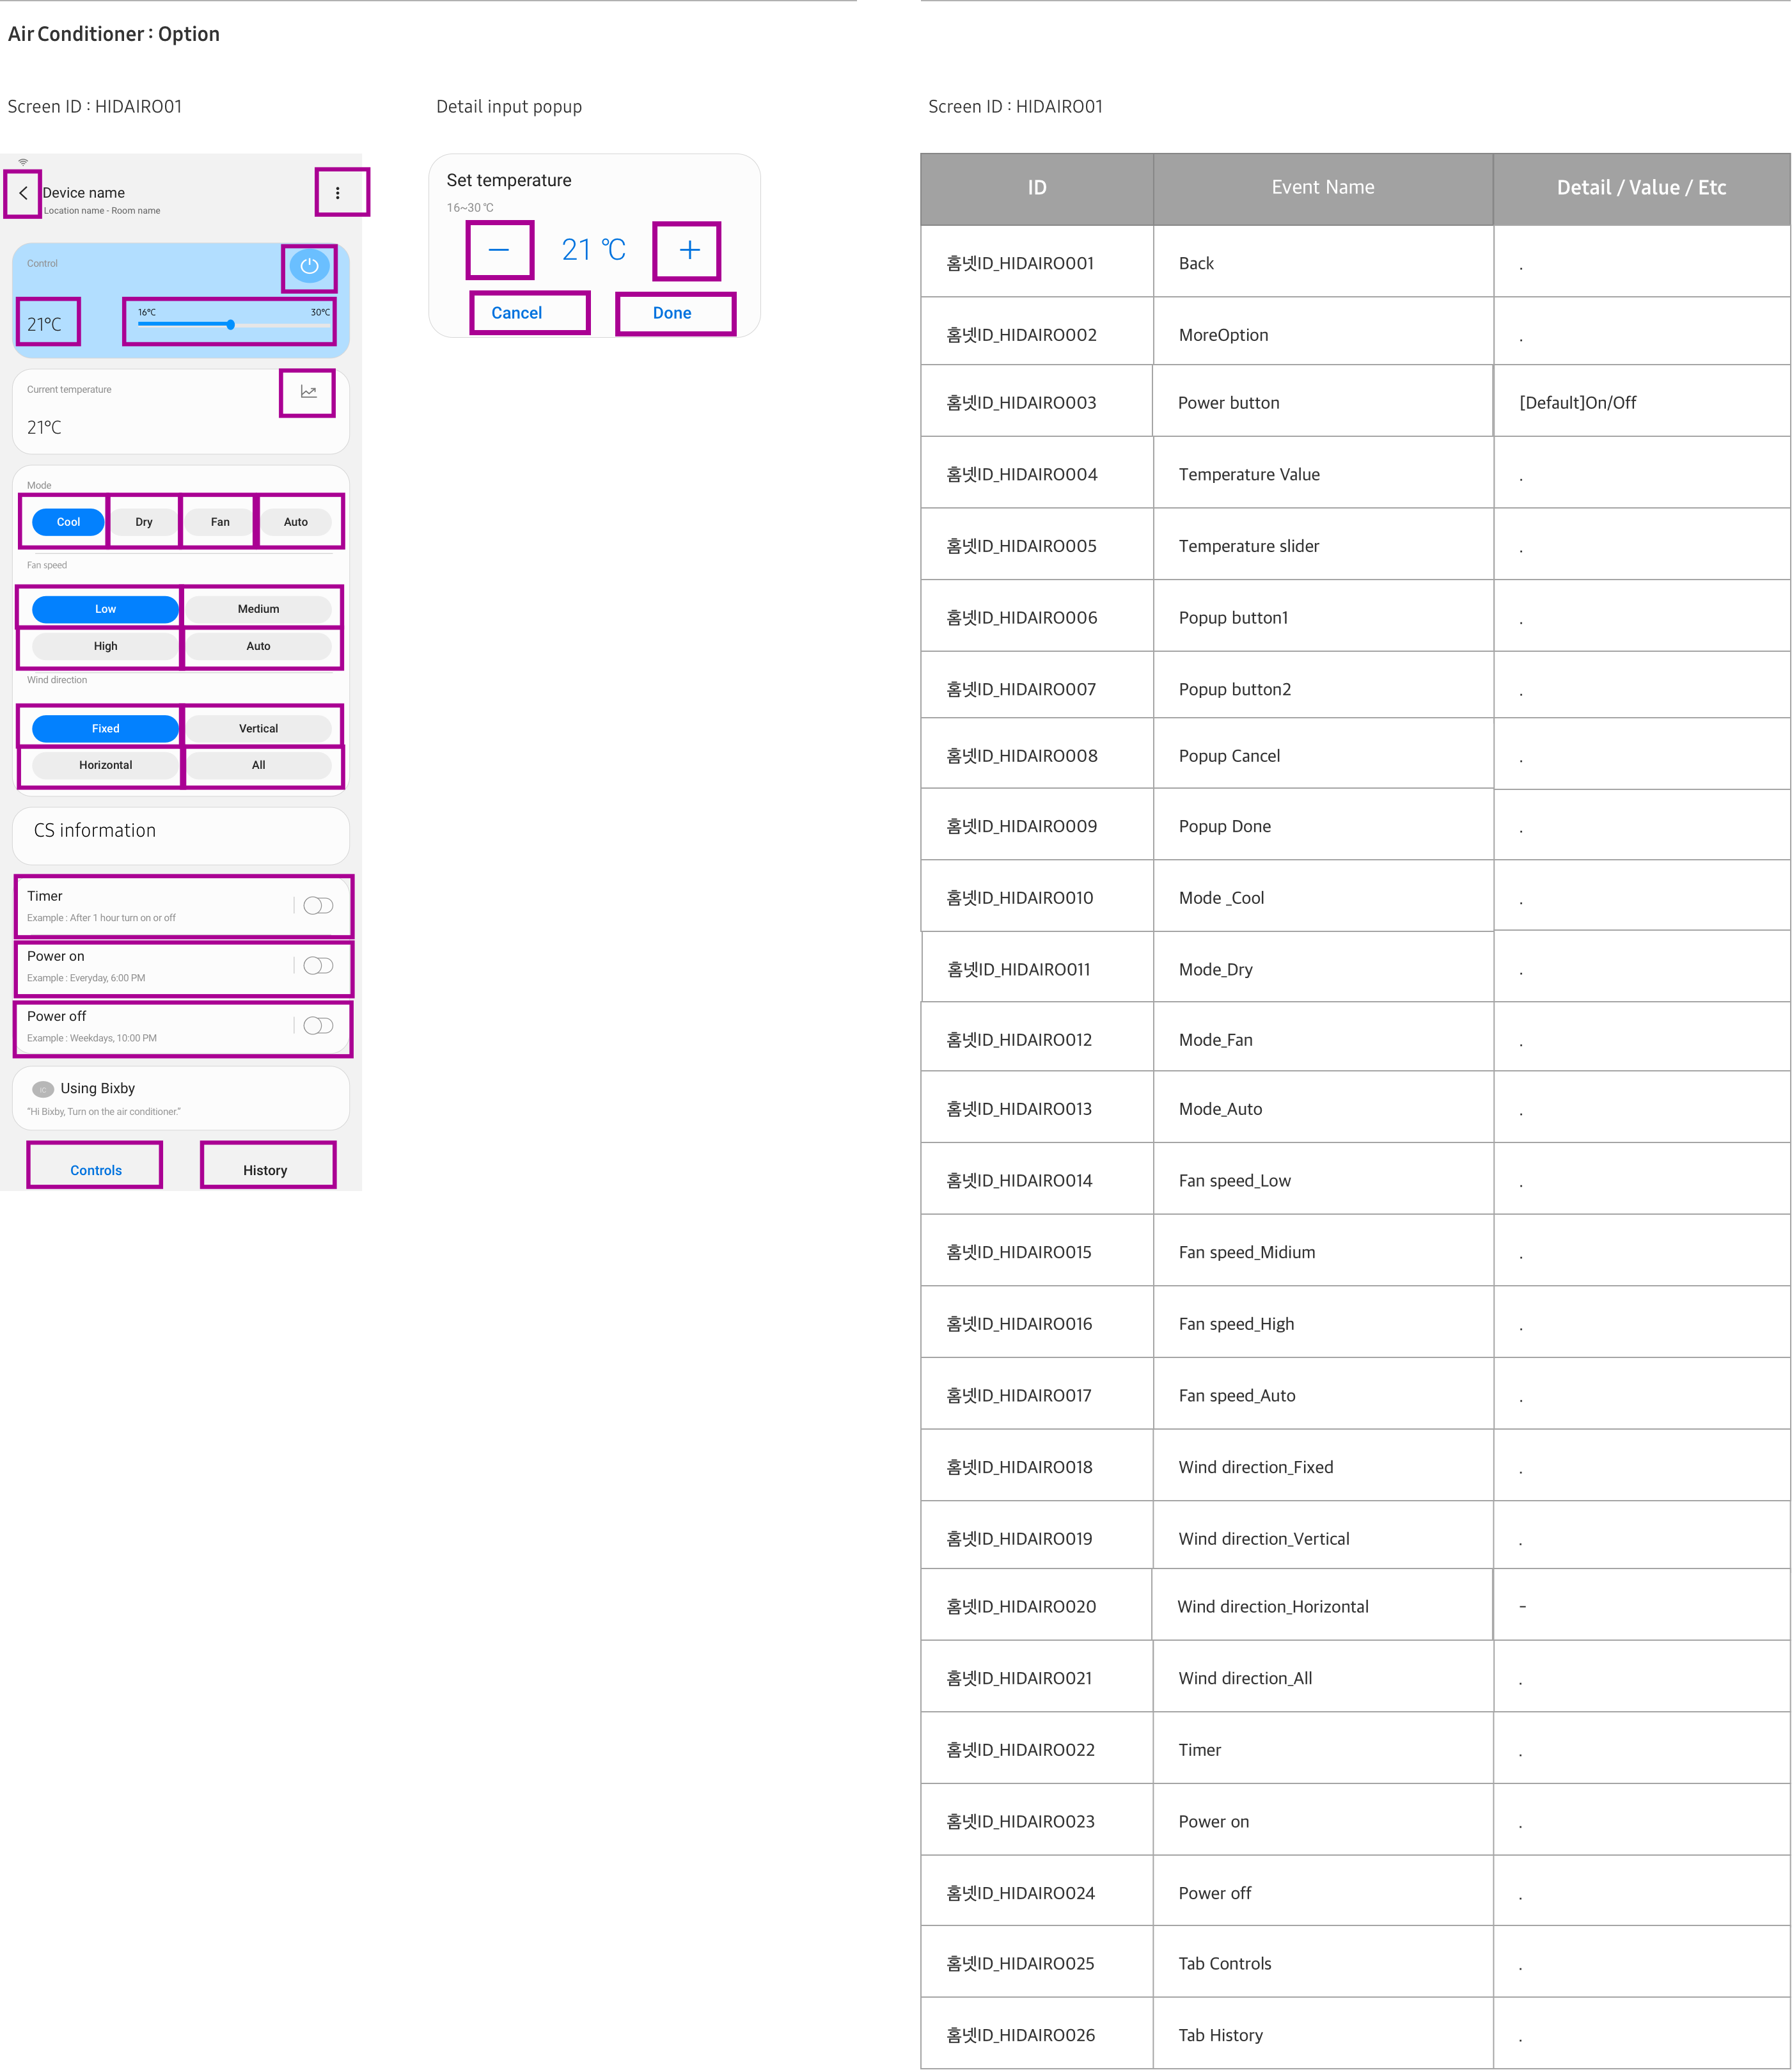 Air Conditioner : Option
Screen ID : HIDAIRO01
Detail input popup
Screen ID : HIDAIRO01
Device name
Location name - Room name
Control
21°C
16°C
30°C
Current temperature
21°C
Mode
Cool
Dry
Fan
Auto
Fan speed
Low
Medium
High
Auto
Wind direction
Fixed
Vertical
Horizontal
All
CS information
Timer
Example : After 1 hour turn on or off
Power on
Example : Everyday, 6:00 PM
Power off
Example : Weekdays, 10:00 PM
Using Bixby
“Hi Bixby, Turn on the air conditioner.”
Controls
History
Set temperature
16~30 ℃
— 21 ℃ +
Cancel
Done
ID Event Name Detail / Value / Etc
홈넷ID_HIDAIRO001 Back .
홈넷ID_HIDAIRO002 MoreOption .
홈넷ID_HIDAIRO003 Power button [Default]On/Off
홈넷ID_HIDAIRO004 Temperature Value .
홈넷ID_HIDAIRO005 Temperature slider .
홈넷ID_HIDAIRO006 Popup button1 .
홈넷ID_HIDAIRO007 Popup button2 .
홈넷ID_HIDAIRO008 Popup Cancel .
홈넷ID_HIDAIRO009 Popup Done .
홈넷ID_HIDAIRO010 Mode _Cool .
홈넷ID_HIDAIRO011 Mode_Dry .
홈넷ID_HIDAIRO012 Mode_Fan .
홈넷ID_HIDAIRO013 Mode_Auto .
홈넷ID_HIDAIRO014 Fan speed_Low .
홈넷ID_HIDAIRO015 Fan speed_Midium .
홈넷ID_HIDAIRO016 Fan speed_High .
홈넷ID_HIDAIRO017 Fan speed_Auto .
홈넷ID_HIDAIRO018 Wind direction_Fixed .
홈넷ID_HIDAIRO019 Wind direction_Vertical .
홈넷ID_HIDAIRO020 Wind direction_Horizontal -
홈넷ID_HIDAIRO021 Wind direction_All .
홈넷ID_HIDAIRO022 Timer .
홈넷ID_HIDAIRO023 Power on .
홈넷ID_HIDAIRO024 Power off .
홈넷ID_HIDAIRO025 Tab Controls .
홈넷ID_HIDAIRO026 Tab History .